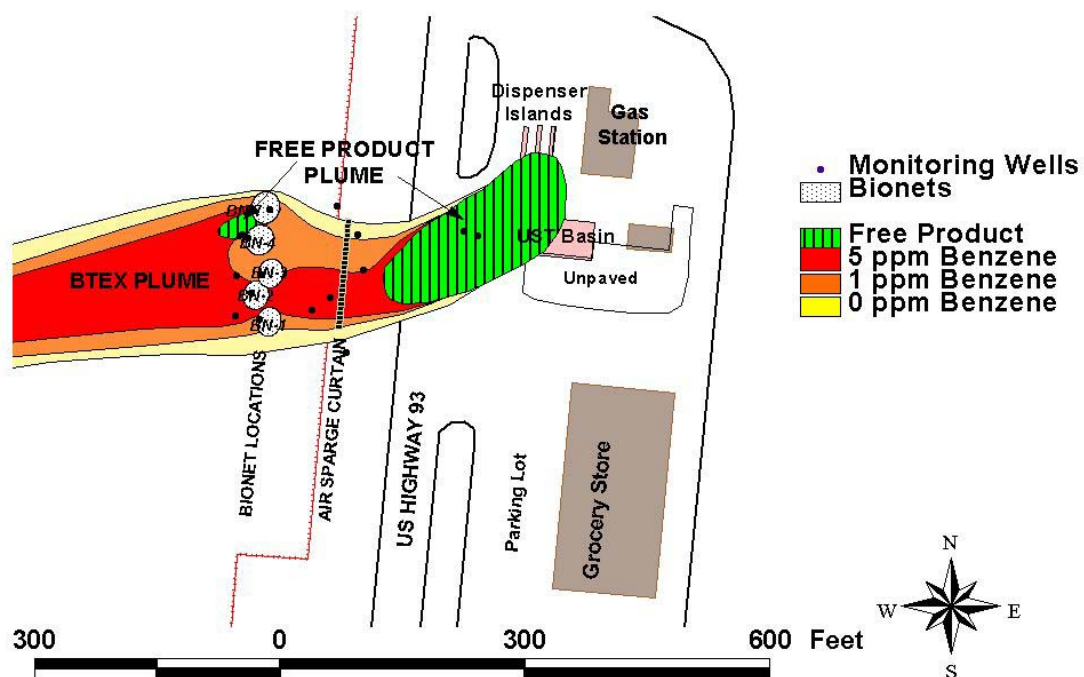 Dispenser
Islands
Gas
Station
FREE PRODUCT
PLUME
Monitoring Wells
Bionets
BN-4
UST Basin
Free Product
5 ppm Benzene
1 ppm Benzene
0 ppm Benzene
BTEX PLUME
BN-3
BN-2
BN-1
Unpaved
BIONET LOCATIONS
AIR SPARGE CURTAIN
US HIGHWAY 93
Parking Lot
Grocery Store
N
W
E
S
300
0
300
600
Feet